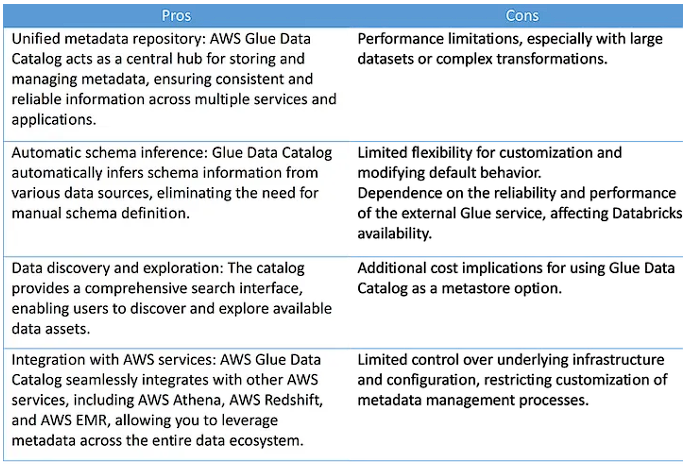 Pros
Cons
Unified metadata repository: AWS Glue Data
Catalog acts as a central hub for storing and
managing metadata, ensuring consistent and
reliable information across multiple services and
applications.
Performance limitations, especially with large
datasets or complex transformations.
Automatic schema inference: Glue Data Catalog
automatically infers schema information from
various data sources, eliminating the need for
manual schema definition.
Limited flexibility for customization and
modifying default behavior.
Dependence on the reliability and performance
of the external Glue service, affecting Databricks
availability.
Data discovery and exploration: The catalog
provides a comprehensive search interface,
enabling users to discover and explore available
data assets.
Additional cost implications for using Glue Data
Catalog as a metastore option.
Integration with AWS services: AWS Glue Data
Catalog seamlessly integrates with other AWS
services, including AWS Athena, AWS Redshift,
and AWS EMR, allowing you to leverage
metadata across the entire data ecosystem.
Limited control over underlying infrastructure
and configuration, restricting customization of
metadata management processes.